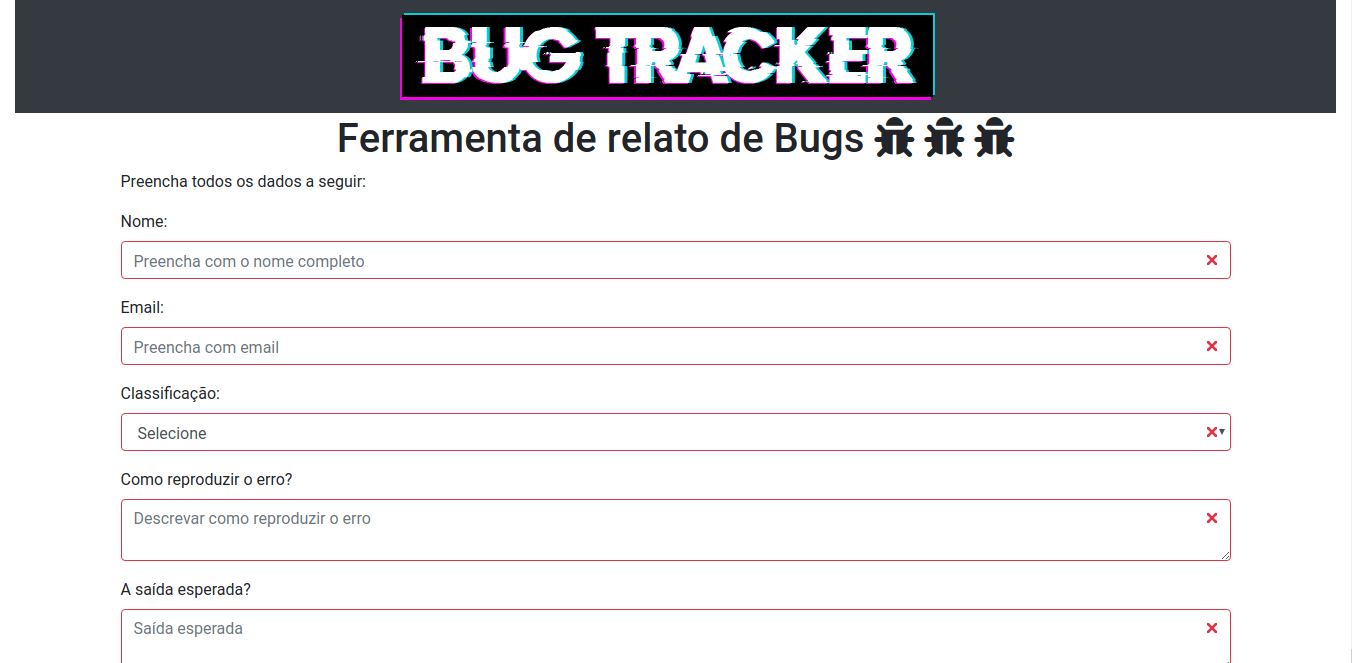 BUG TRACKER
Ferramenta de relato de Bugs
Preencha todos os dados a seguir:
Nome:
Preencha com o nome completo
Email:
Preencha com email
Classificação:
Selecione
Como reproduzir o erro?
Descrevar como reproduzir o erro
A saída esperada?
Saída esperada